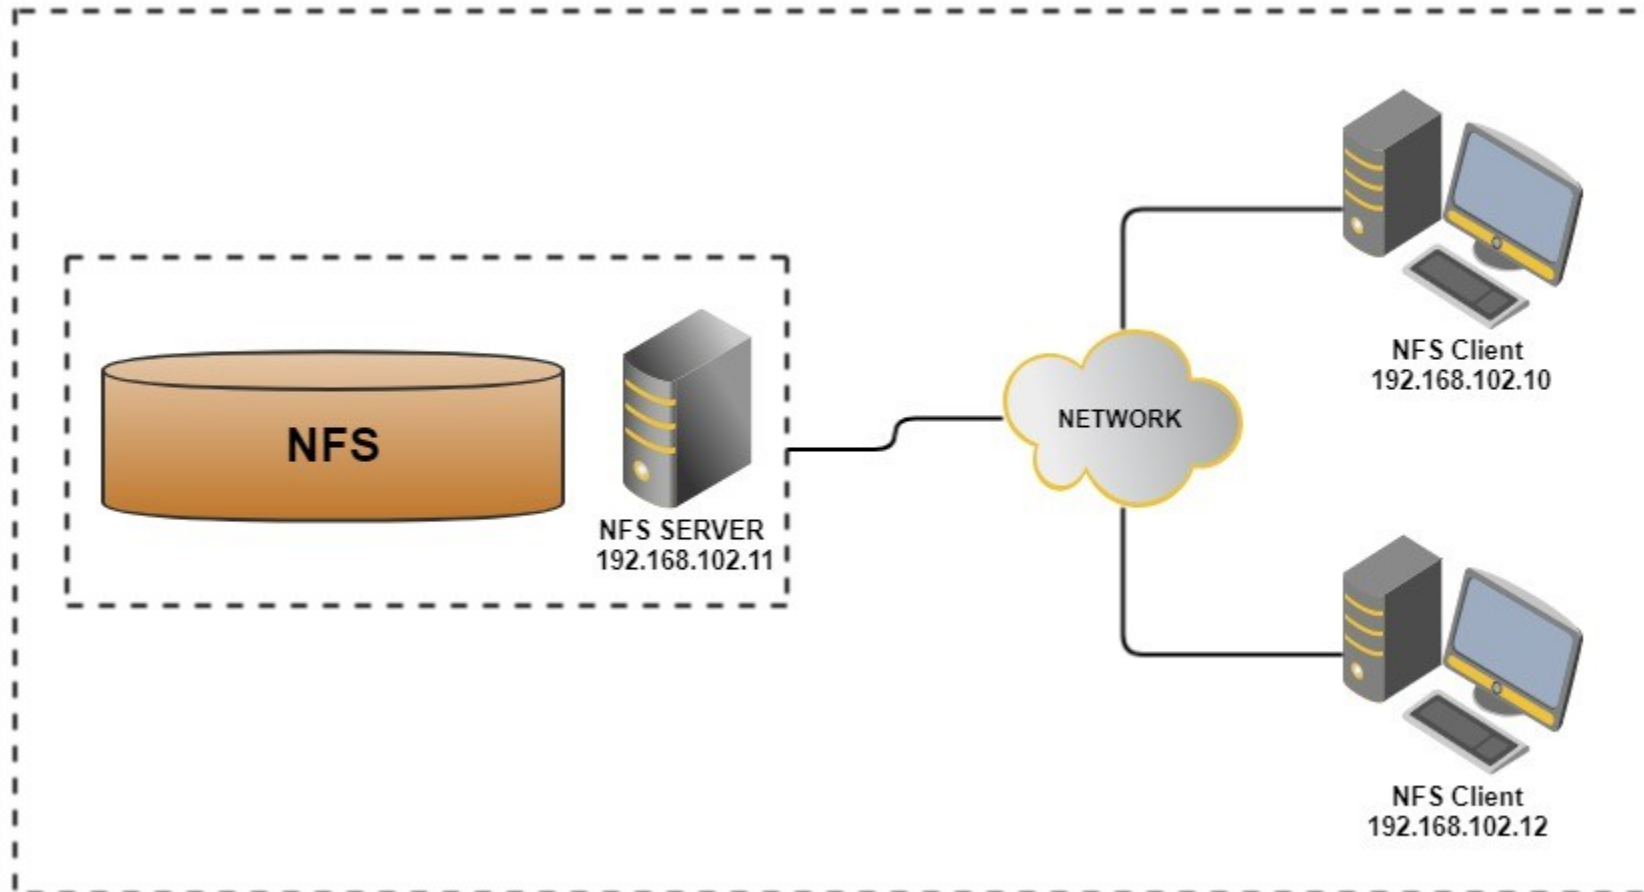 NFS
NFS SERVER
192.168.102.11
NETWORK
NFS Client
192.168.102.10
NFS Client
192.168.102.12